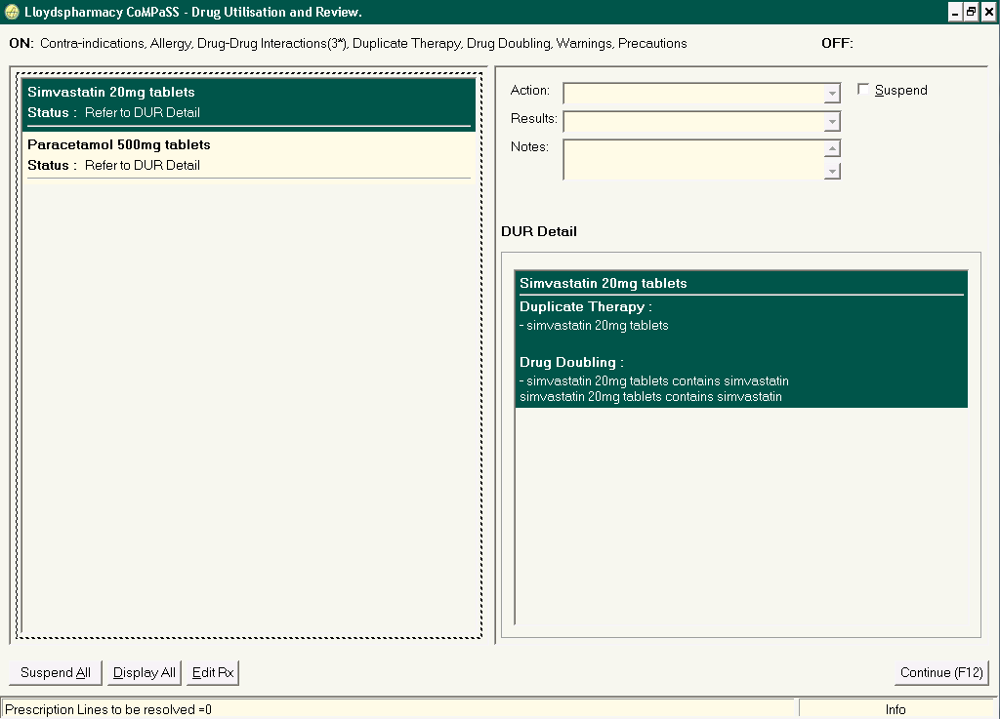 Lloydspharmacy CoMPaSS - Drug Utilisation and Review.
ON: Contra-indications, Allergy, Drug-Drug Interactions(3*), Duplicate Therapy, Drug Doubling, Warnings, Precautions
OFF:
Simvastatin 20mg tablets
Status : Refer to DUR Detail
Paracetamol 500mg tablets
Status : Refer to DUR Detail
Action:
Suspend
Results:
Notes:
DUR Detail
Simvastatin 20mg tablets
Duplicate Therapy :
- simvastatin 20mg tablets
Drug Doubling :
- simvastatin 20mg tablets contains simvastatin
simvastatin 20mg tablets contains simvastatin
Suspend All
Display All
Edit Rx
Continue (F12)
Prescription Lines to be resolved =0
Info